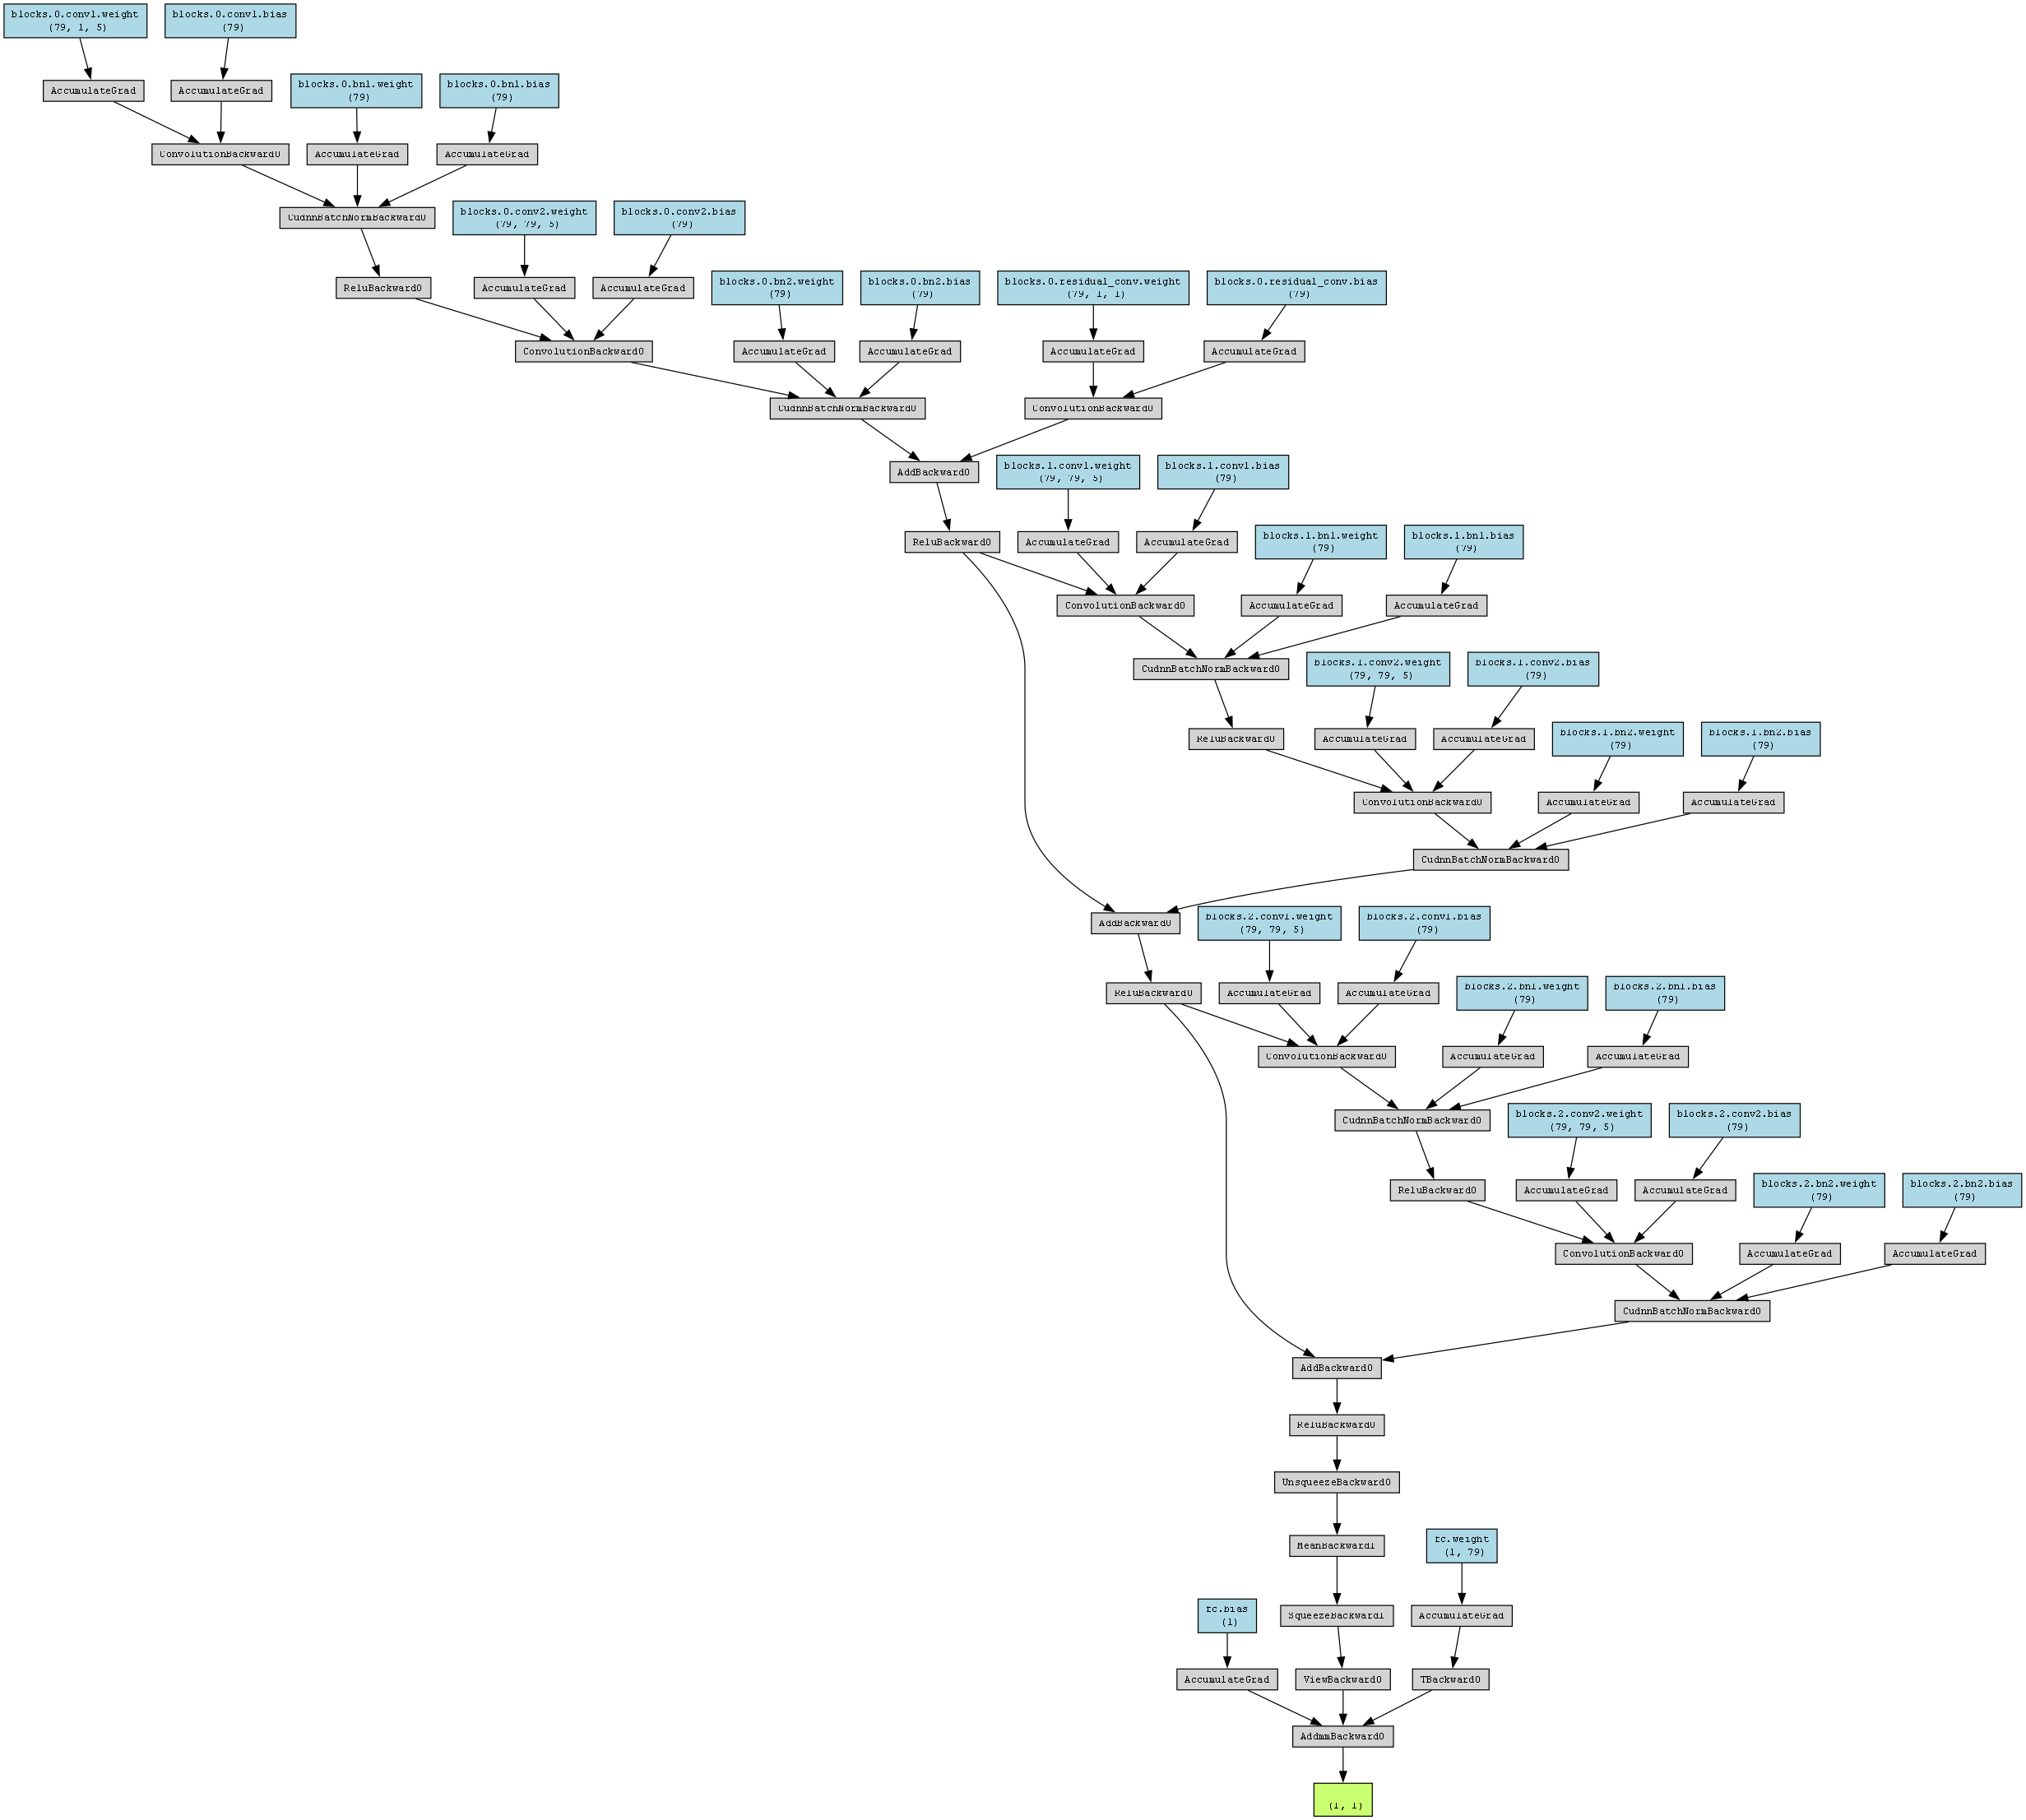 blocks.0.conv1.weight
(79, 1, 5)
blocks.0.conv1.bias
(79)
AccumulateGrad
AccumulateGrad
blocks.0.bn1.weight
(79)
blocks.0.bn1.bias
(79)
ConvolutionBackward0
AccumulateGrad
AccumulateGrad
CudnnBatchNormBackward0
blocks.0.conv2.weight
(79, 79, 5)
blocks.0.conv2.bias
(79)
ReluBackward0
AccumulateGrad
AccumulateGrad
blocks.0.bn2.weight
(79)
blocks.0.bn2.bias
(79)
blocks.0.residual_conv.weight
(79, 1, 1)
blocks.0.residual_conv.bias
(79)
ConvolutionBackward0
AccumulateGrad
AccumulateGrad
AccumulateGrad
AccumulateGrad
CudnnBatchNormBackward0
ConvolutionBackward0
AddBackward0
blocks.1.conv1.weight
(79, 79, 5)
blocks.1.conv1.bias
(79)
ReluBackward0
AccumulateGrad
AccumulateGrad
blocks.1.bn1.weight
(79)
blocks.1.bn1.bias
(79)
ConvolutionBackward0
AccumulateGrad
AccumulateGrad
CudnnBatchNormBackward0
blocks.1.conv2.weight
(79, 79, 5)
blocks.1.conv2.bias
(79)
ReluBackward0
AccumulateGrad
AccumulateGrad
blocks.1.bn2.weight
(79)
blocks.1.bn2.bias
(79)
ConvolutionBackward0
AccumulateGrad
AccumulateGrad
CudnnBatchNormBackward0
AddBackward0
blocks.2.conv1.weight
(79, 79, 5)
blocks.2.conv1.bias
(79)
ReluBackward0
AccumulateGrad
AccumulateGrad
blocks.2.bn1.weight
(79)
blocks.2.bn1.bias
(79)
ConvolutionBackward0
AccumulateGrad
AccumulateGrad
CudnnBatchNormBackward0
blocks.2.conv2.weight
(79, 79, 5)
blocks.2.conv2.bias
(79)
ReluBackward0
AccumulateGrad
AccumulateGrad
blocks.2.bn2.weight
(79)
blocks.2.bn2.bias
(79)
ConvolutionBackward0
AccumulateGrad
AccumulateGrad
CudnnBatchNormBackward0
AddBackward0
ReluBackward0
UnsqueezeBackward0
MeanBackward1
fc.weight
(1, 79)
fc.bias
(1)
SqueezeBackward1
AccumulateGrad
AccumulateGrad
ViewBackward0
TBackward0
AddmmBackward0
(1, 1)